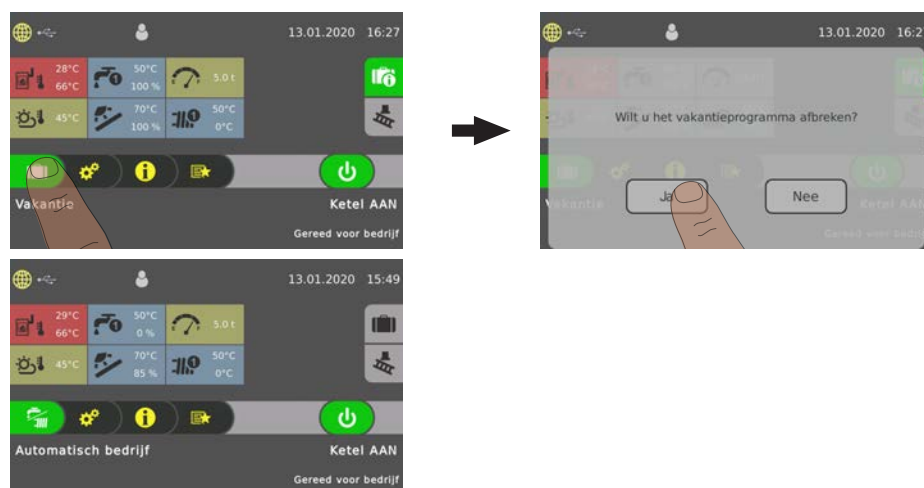 13.01.2020 16:27
28°C 50°C
66°C 100 % 5.0 t
45°C 70°C 50°C
100 % 0°C
Vakantie Ketel AAN
Gereed voor bedrijf
13.01.2020 16:2
Wilt u het vakantieprogramma afbreken?
Ja Nee
Vakantie Ketel AAN
Gereed voor bedrijf
13.01.2020 15:49
29°C 50°C
66°C 0 % 5.0 t
45°C 70°C 50°C
85 % 0°C
Automatisch bedrijf Ketel AAN
Gereed voor bedrijf